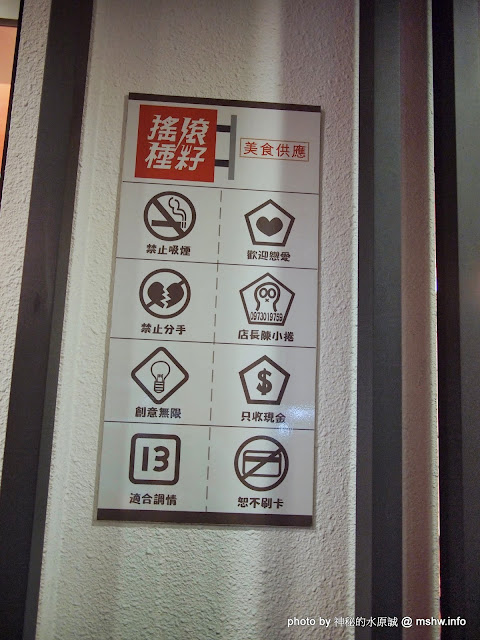 搖滾
種籽
美食供應
禁止吸煙
歡迎戀愛
禁止分手
0973019759
店長陳小捲
創意無限
$
只收現金
13
適合調情
恕不刷卡
photo by 神秘的水原誠 @ mshw.info